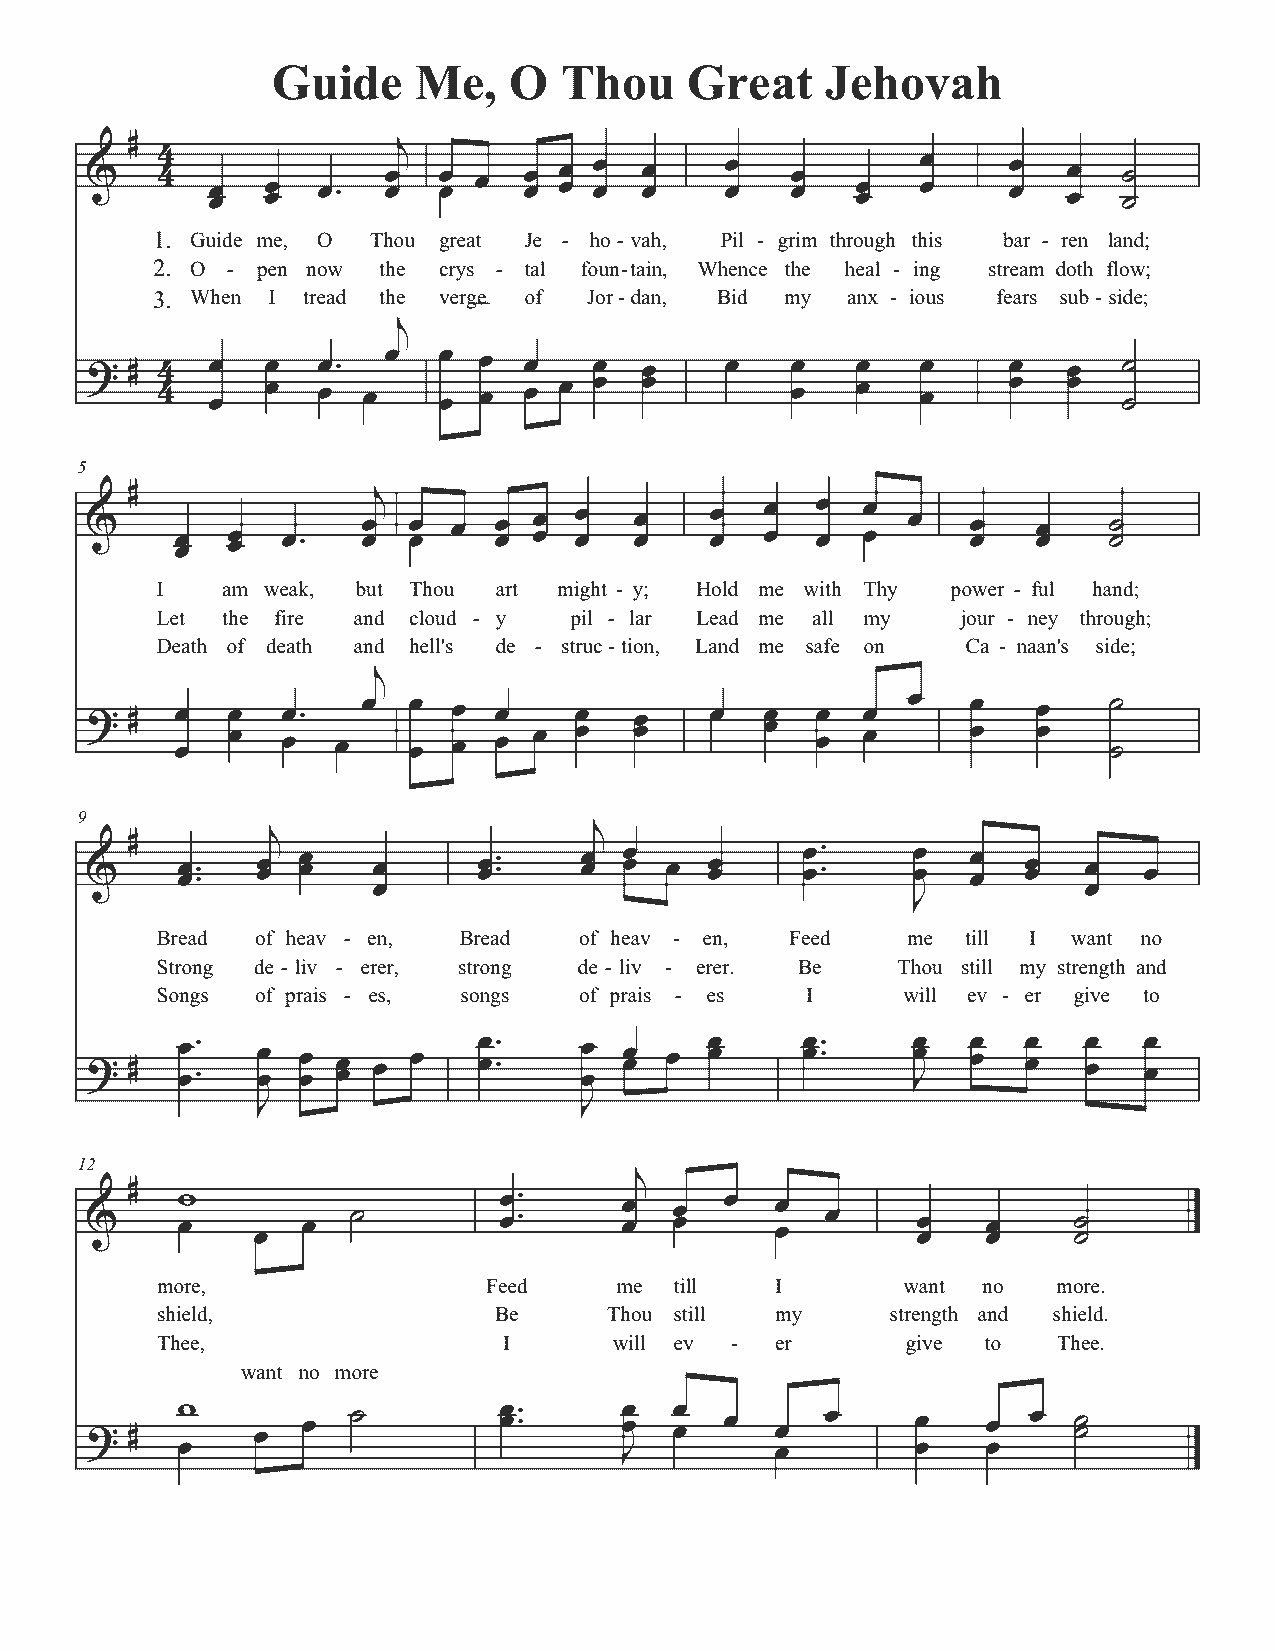 Guide Me, O Thou Great Jehovah
1. Guide me, O Thou great Je - ho - vah, Pil - grim through this bar - ren land;
2. O - pen now the crys - tal foun - tain, Whence the heal - ing stream doth flow;
3. When I tread the verge of Jor - dan, Bid my anx - ious fears sub - side;
5
I am weak, but Thou art might - y; Hold me with Thy power - ful hand;
Let the fire and cloud - y pil - lar Lead me all my jour - ney through;
Death of death and hell's de - struc - tion, Land me safe on Ca - naan's side;
9
Bread of heav - en, Bread of heav - en, Feed me till I want no
Strong de - liv - erer, strong de - liv - erer. Be Thou still my strength and
Songs of prais - es, songs of prais - es I will ev - er give to
12
more, Feed me till I want no more.
shield, Be Thou still my strength and shield.
Thee, I will ev - er give to Thee.
want no more